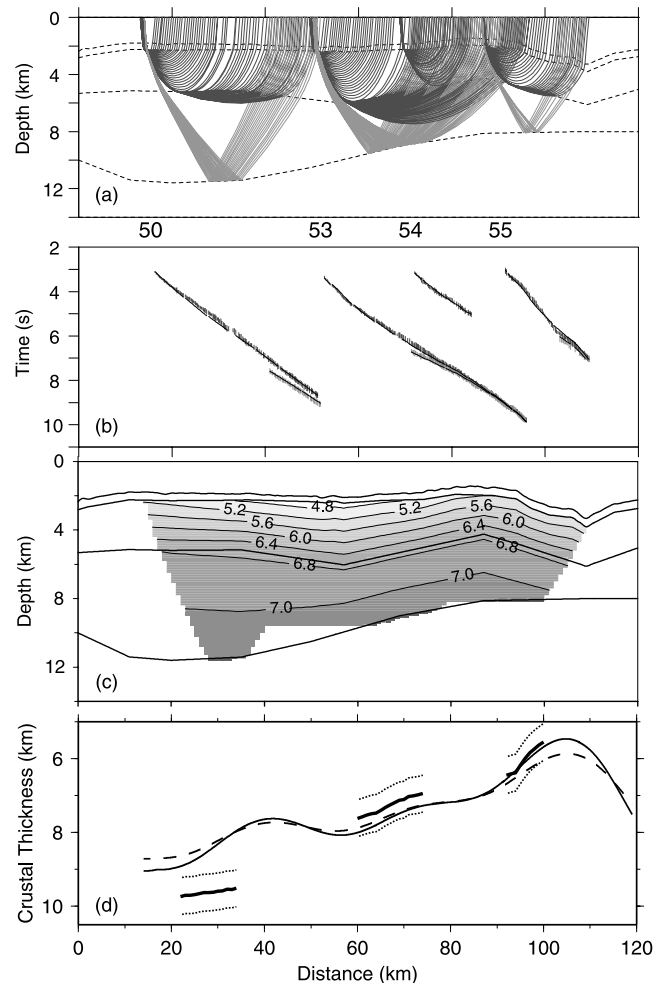 0
4
8
12
Depth (km)
(a)
50 53 54 55
2
4
6
8
10
Time (s)
(b)
0
4
8
12
Depth (km)
5.2 4.8 5.2 5.6
5.6 6.0 6.4 6.0
6.4 6.8
6.8
7.0 7.0
(c)
6
8
10
Crustal Thickness (km)
(d)
0 20 40 60 80 100 120
Distance (km)